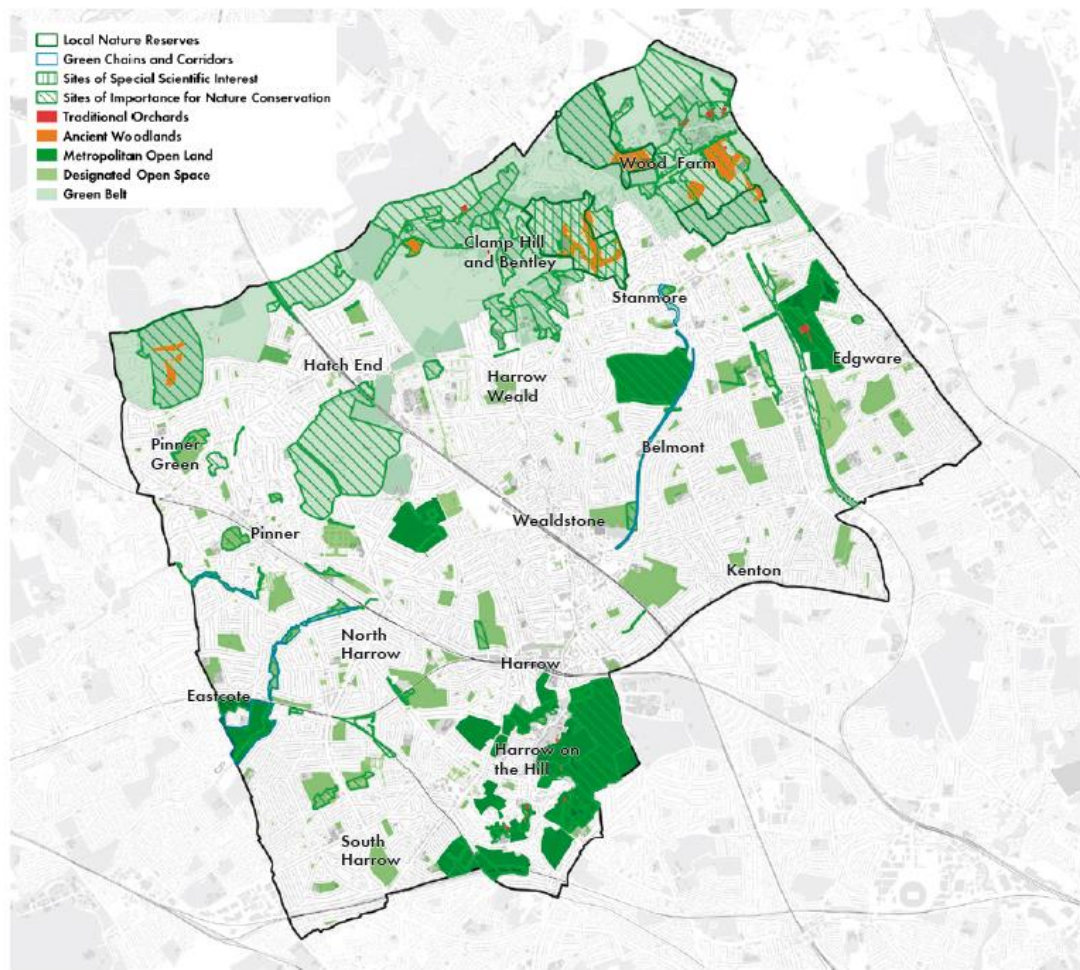 Local Nature Reserves
Green Chains and Corridors
Sites of Special Scientific Interest
Sites of Importance for Nature Conservation
Traditional Orchards
Ancient Woodlands
Metropolitan Open Land
Designated Open Space
Green Belt
Wood Farm
Clamp Hill
and Bentley
Stanmore
Edgware
Hatch End
Harrow
Weald
Belmont
Pinner
Green
Wealdstone
Pinner
Kenton
North
Harrow
Harrow
Eastcote
Harrow on
the Hill
South
Harrow